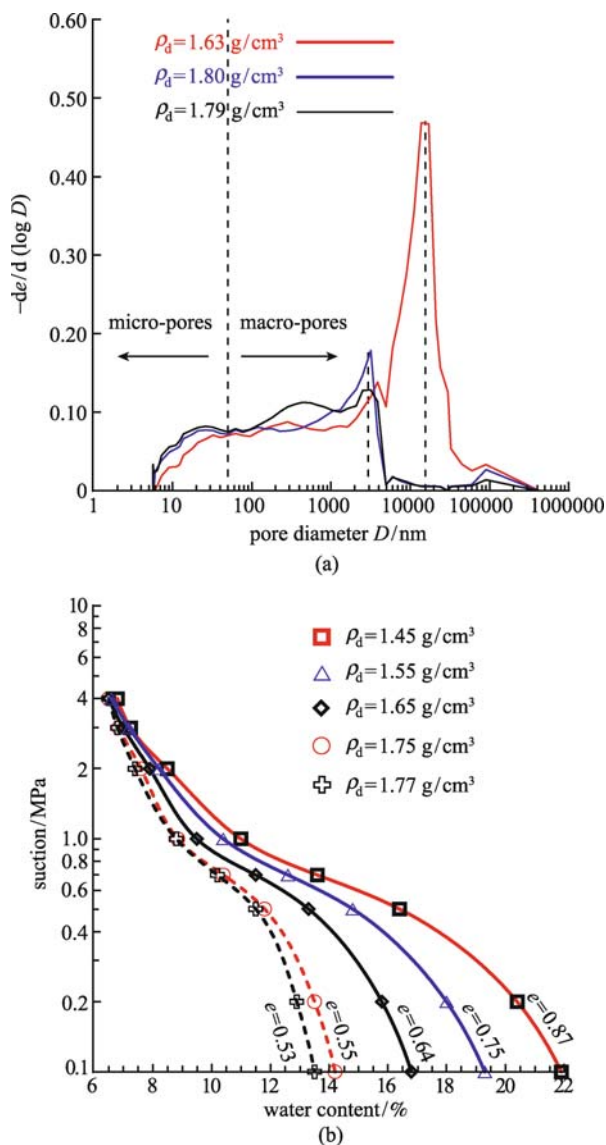 ρd=1.63 g/cm³
ρd=1.80 g/cm³
ρd=1.79 g/cm³
0.60
0.50
0.40
0.30
0.20
0.10
0
−de/d (log D)
micro-pores
macro-pores
1 10 100 1000 10000 100000 1000000
pore diameter D/nm
(a)
10
8
6
4
2
1.0
0.8
0.6
0.4
0.2
0.1
suction/MPa
ρd=1.45 g/cm³
ρd=1.55 g/cm³
ρd=1.65 g/cm³
ρd=1.75 g/cm³
ρd=1.77 g/cm³
e=0.53
e=0.55
e=0.64
e=0.75
e=0.87
6 8 10 12 14 16 18 20 22
water content/%
(b)